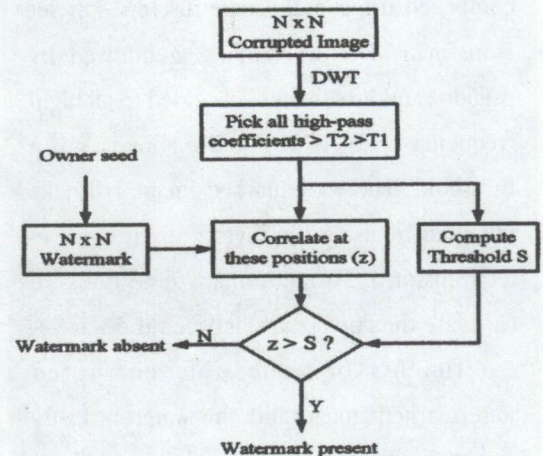 N x N
Corrupted Image
DWT
Pick all high-pass
coefficients > T2 >T1
Owner seed
N x N
Watermark
Correlate at
these positions (z)
Compute
Threshold S
z > S ?
N
Watermark absent
Y
Watermark present